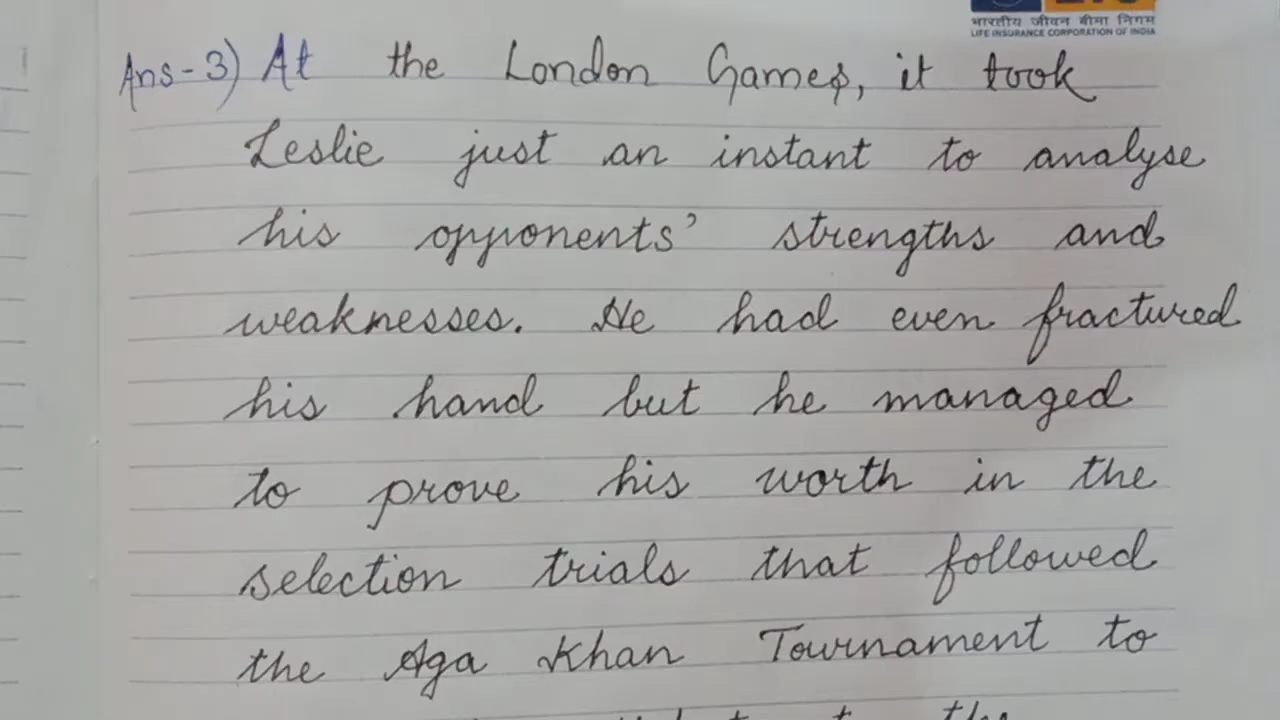 भारतीय जीवन बीमा निगम
LIFE INSURANCE CORPORATION OF INDIA
Ans-3) At the London Games, it took
Leslie just an instant to analyse
his opponents' strengths and
weaknesses. He had even fractured
his hand but he managed
to prove his worth in the
selection trials that followed
the Aga Khan Tournament to
the